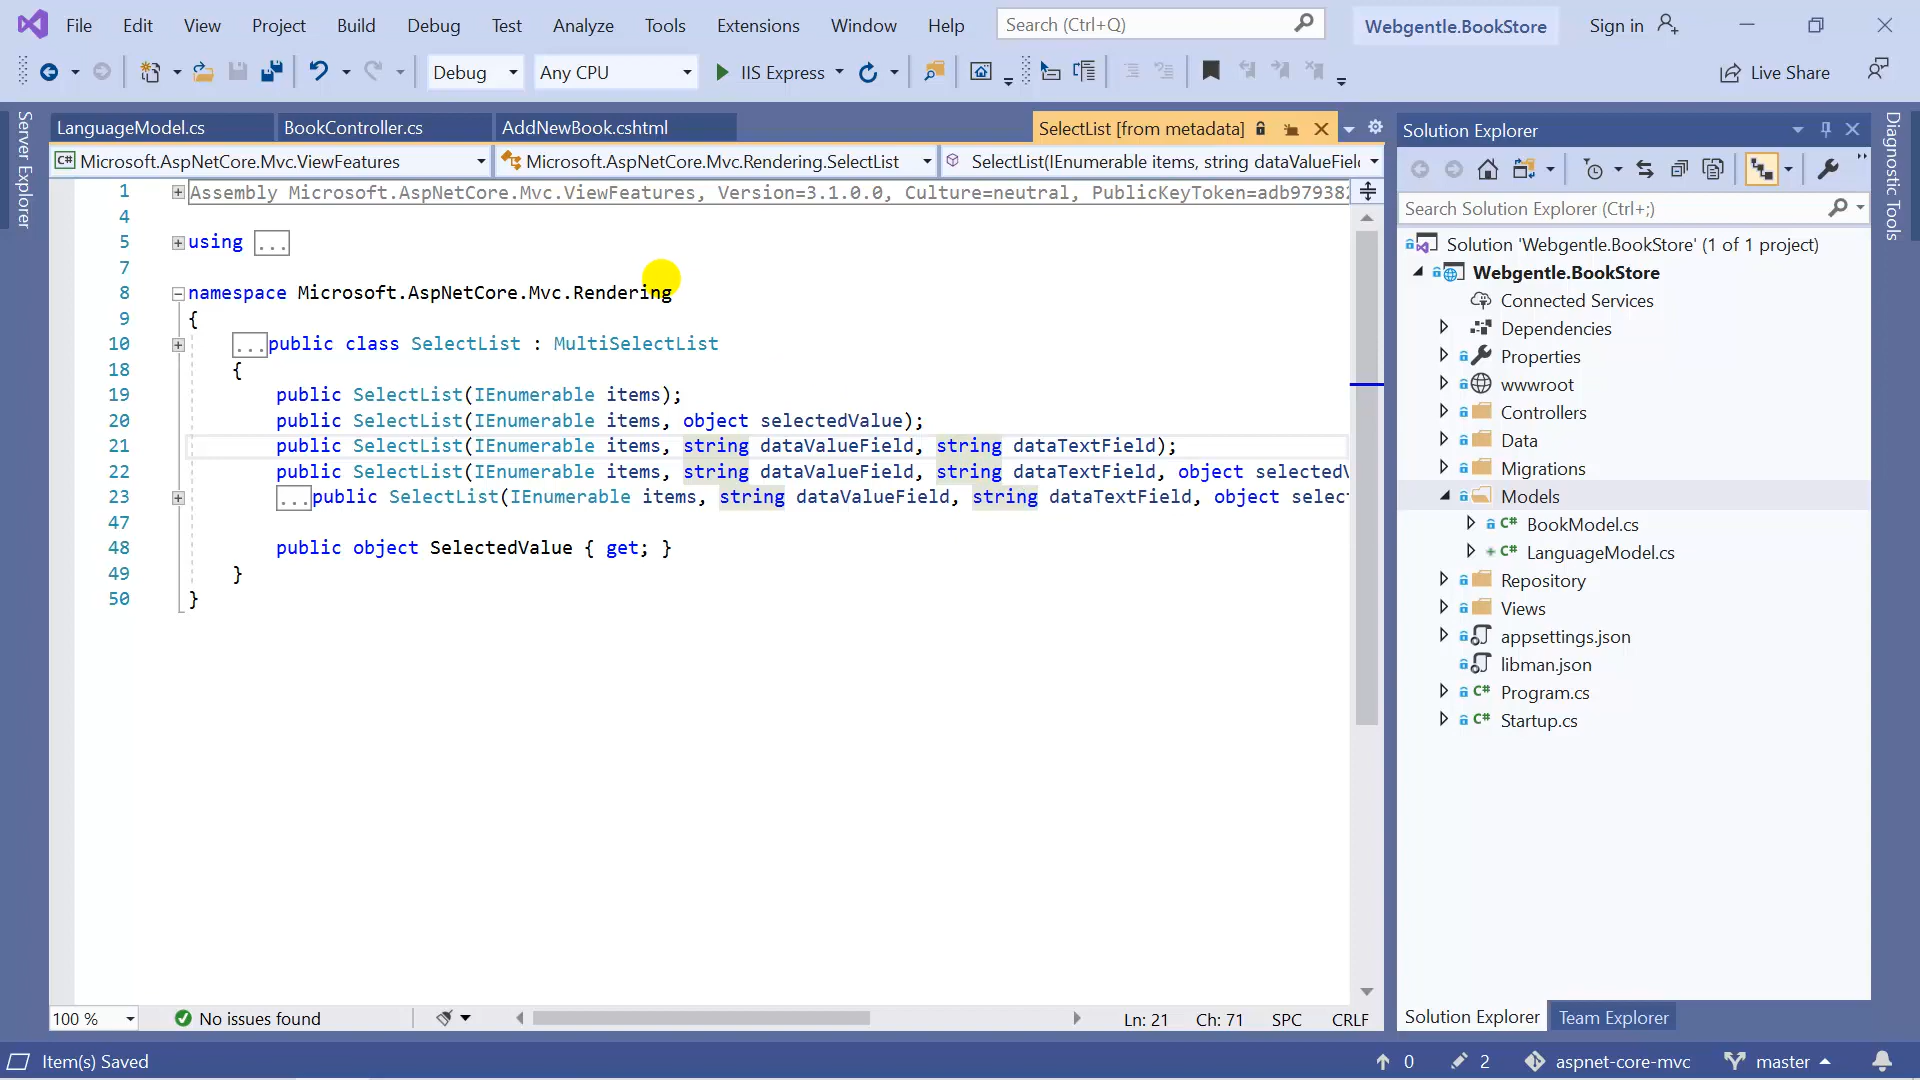 File Edit View Project Build Debug Test Analyze Tools Extensions Window Help Search (Ctrl+Q) Webgentle.BookStore Sign in
Debug Any CPU IIS Express Live Share
Server Explorer
LanguageModel.cs BookController.cs AddNewBook.cshtml SelectList [from metadata]
Microsoft.AspNetCore.Mvc.ViewFeatures Microsoft.AspNetCore.Mvc.Rendering.SelectList SelectList(IEnumerable items, string dataValueFiel
1 Assembly Microsoft.AspNetCore.Mvc.ViewFeatures, Version=3.1.0.0, Culture=neutral, PublicKeyToken=adb97938
4
5 using ...
7
8 namespace Microsoft.AspNetCore.Mvc.Rendering
9 {
10 ...public class SelectList : MultiSelectList
18 {
19 public SelectList(IEnumerable items);
20 public SelectList(IEnumerable items, object selectedValue);
21 public SelectList(IEnumerable items, string dataValueField, string dataTextField);
22 public SelectList(IEnumerable items, string dataValueField, string dataTextField, object selectedV
23 ...public SelectList(IEnumerable items, string dataValueField, string dataTextField, object selec
47
48 public object SelectedValue { get; }
49 }
50 }
100 % No issues found Ln: 21 Ch: 71 SPC CRLF
Solution Explorer
Search Solution Explorer (Ctrl+;)
Solution 'Webgentle.BookStore' (1 of 1 project)
Webgentle.BookStore
Connected Services
Dependencies
Properties
wwwroot
Controllers
Data
Migrations
Models
C# BookModel.cs
C# LanguageModel.cs
Repository
Views
appsettings.json
libman.json
C# Program.cs
C# Startup.cs
Solution Explorer Team Explorer
Diagnostic Tools
Item(s) Saved 0 2 aspnet-core-mvc master